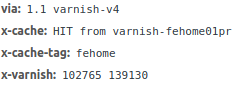 via: 1.1 varnish-v4
x-cache: HIT from varnish-fehome01pr
x-cache-tag: fehome
x-varnish: 102765 139130